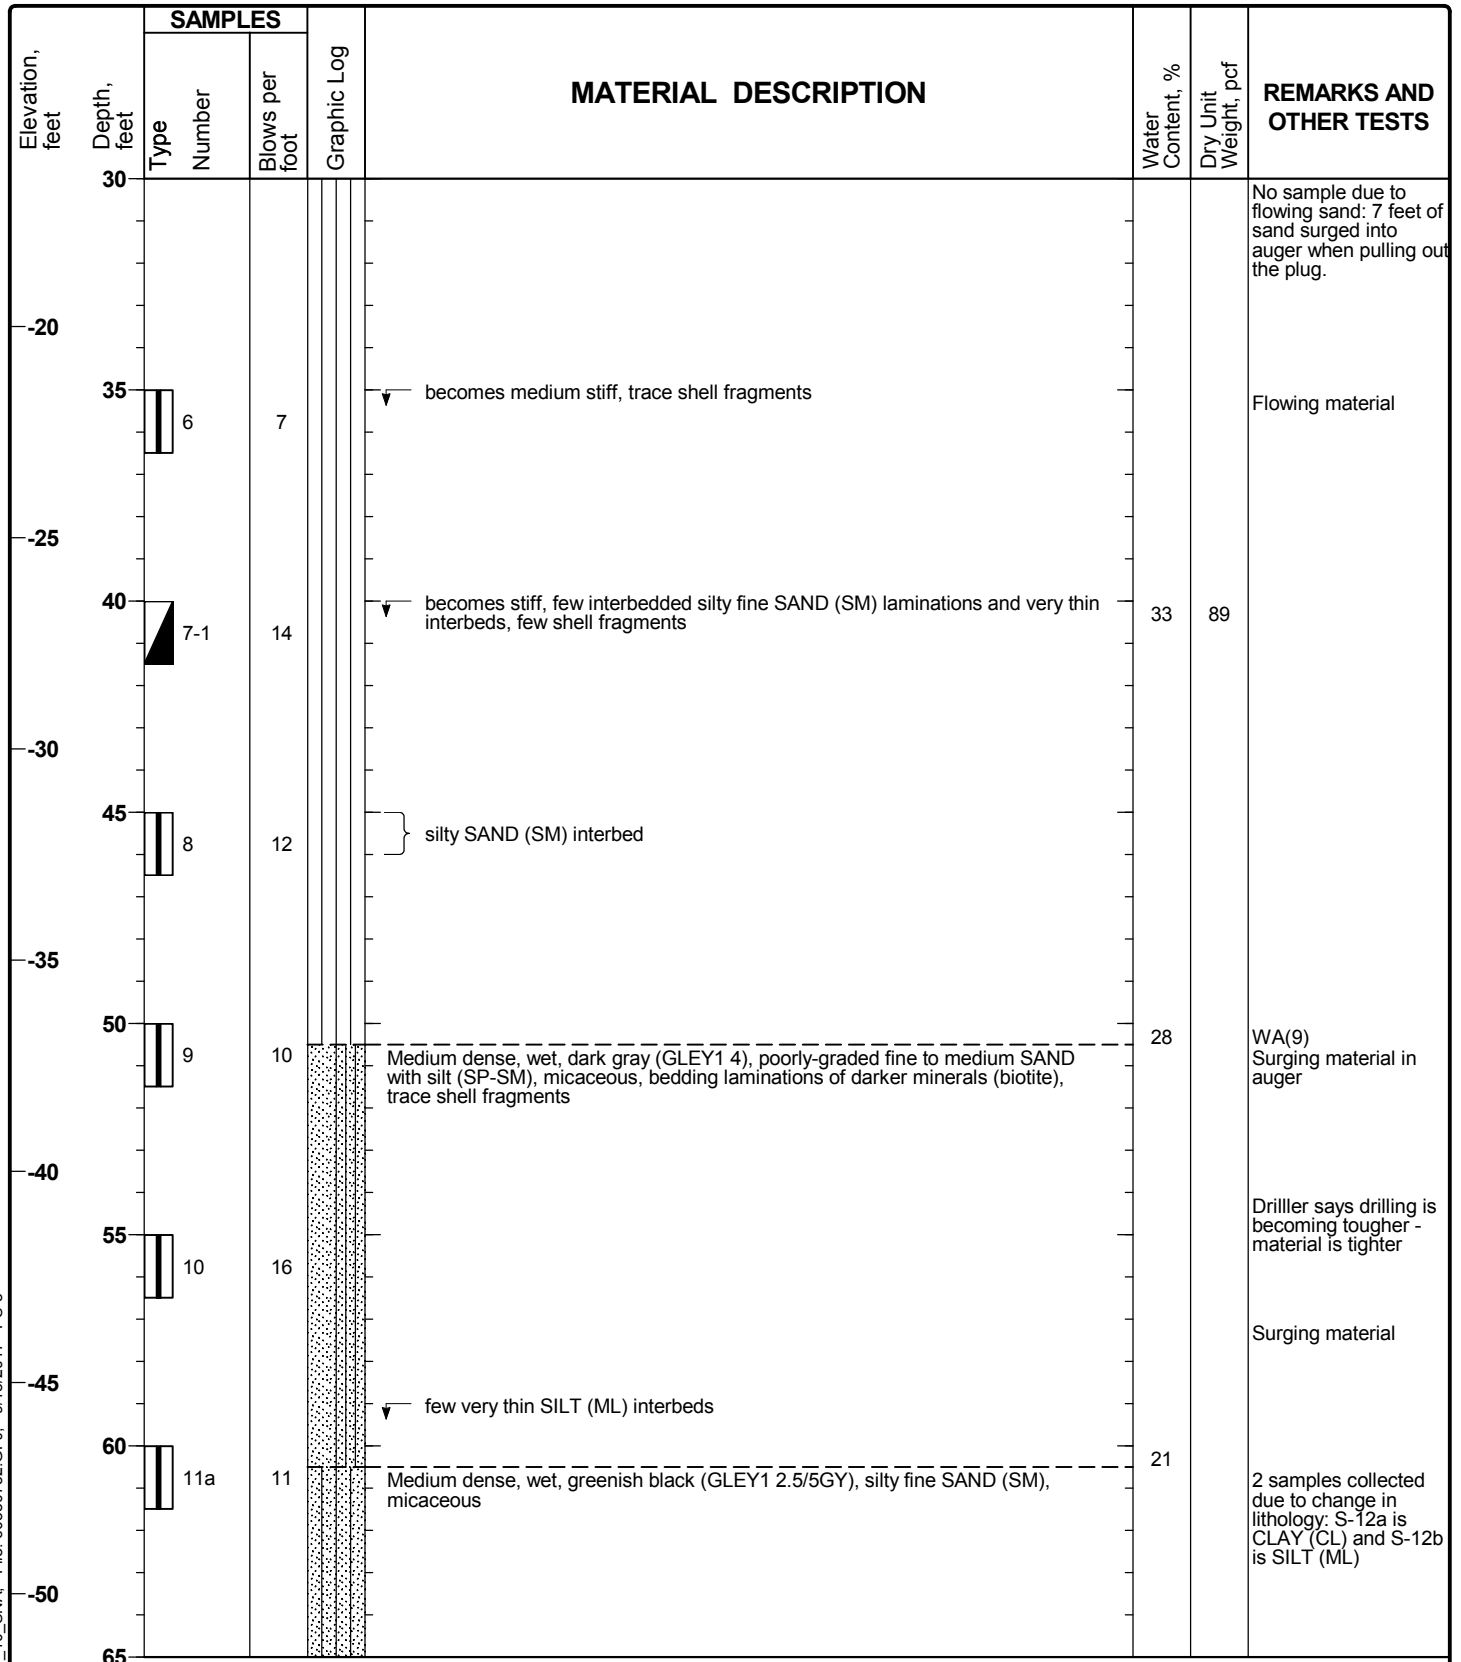 SAMPLES
Elevation,
feet
Depth,
feet
Type
Number
Blows per
foot
Graphic Log
MATERIAL DESCRIPTION
Water
Content, %
Dry Unit
Weight, pcf
REMARKS AND
OTHER TESTS
30
No sample due to
flowing sand: 7 feet of
sand surged into
auger when pulling out
the plug.
-20
35
becomes medium stiff, trace shell fragments
Flowing material
6 7
-25
40
becomes stiff, few interbedded silty fine SAND (SM) laminations and very thin
interbeds, few shell fragments
33 89
7-1 14
-30
45
silty SAND (SM) interbed
8 12
-35
50
28
WA(9)
Surging material in
auger
9 10
Medium dense, wet, dark gray (GLEY1 4), poorly-graded fine to medium SAND
with silt (SP-SM), micaceous, bedding laminations of darker minerals (biotite),
trace shell fragments
-40
Drilller says drilling is
becoming tougher -
material is tighter
55
10 16
Surging material
-45
few very thin SILT (ML) interbeds
60
21
11a 11
Medium dense, wet, greenish black (GLEY1 2.5/5GY), silty fine SAND (SM),
micaceous
2 samples collected
due to change in
lithology: S-12a is
CLAY (CL) and S-12b
is SILT (ML)
-50
65